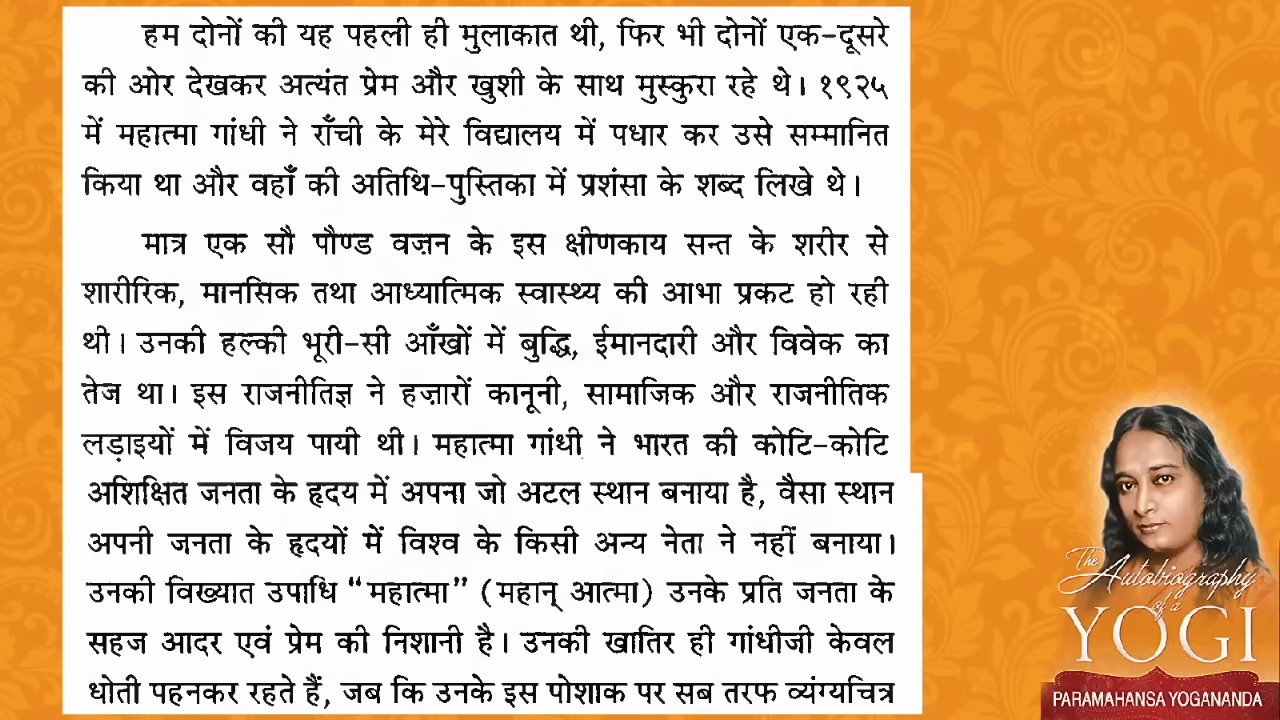 हम दोनों की यह पहली ही मुलाकात थी, फिर भी दोनों एक-दूसरे
की ओर देखकर अत्यंत प्रेम और खुशी के साथ मुस्कुरा रहे थे। १९२५
में महात्मा गांधी ने राँची के मेरे विद्यालय में पधार कर उसे सम्मानित
किया था और वहाँ की अतिथि-पुस्तिका में प्रशंसा के शब्द लिखे थे।
मात्र एक सौ पौण्ड वज़न के इस क्षीणकाय सन्त के शरीर से
शारीरिक, मानसिक तथा आध्यात्मिक स्वास्थ्य की आभा प्रकट हो रही
थी। उनकी हल्की भूरी-सी आँखों में बुद्धि, ईमानदारी और विवेक का
तेज था। इस राजनीतिज्ञ ने हज़ारों कानूनी, सामाजिक और राजनीतिक
लड़ाइयों में विजय पायी थी। महात्मा गांधी ने भारत की कोटि-कोटि
अशिक्षित जनता के हृदय में अपना जो अटल स्थान बनाया है, वैसा स्थान
अपनी जनता के हृदयों में विश्व के किसी अन्य नेता ने नहीं बनाया।
उनकी विख्यात उपाधि “महात्मा” (महान् आत्मा) उनके प्रति जनता के
सहज आदर एवं प्रेम की निशानी है। उनकी खातिर ही गांधीजी केवल
धोती पहनकर रहते हैं, जब कि उनके इस पोशाक पर सब तरफ व्यंग्यचित्र
The
Autobiography
of a
YOGI
PARAMAHANSA YOGANANDA